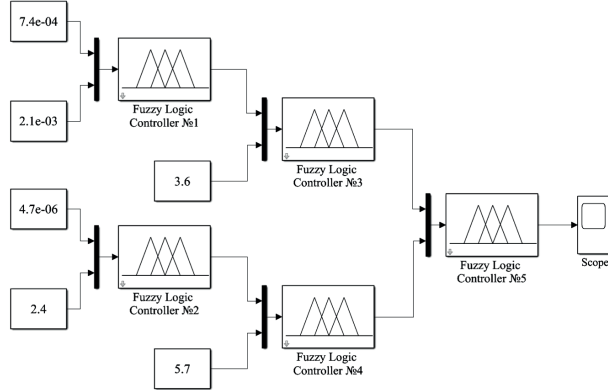 7.4e-04
2.1e-03
Fuzzy Logic
Controller №1
3.6
Fuzzy Logic
Controller №3
4.7e-06
2.4
Fuzzy Logic
Controller №2
5.7
Fuzzy Logic
Controller №4
Fuzzy Logic
Controller №5
Scope